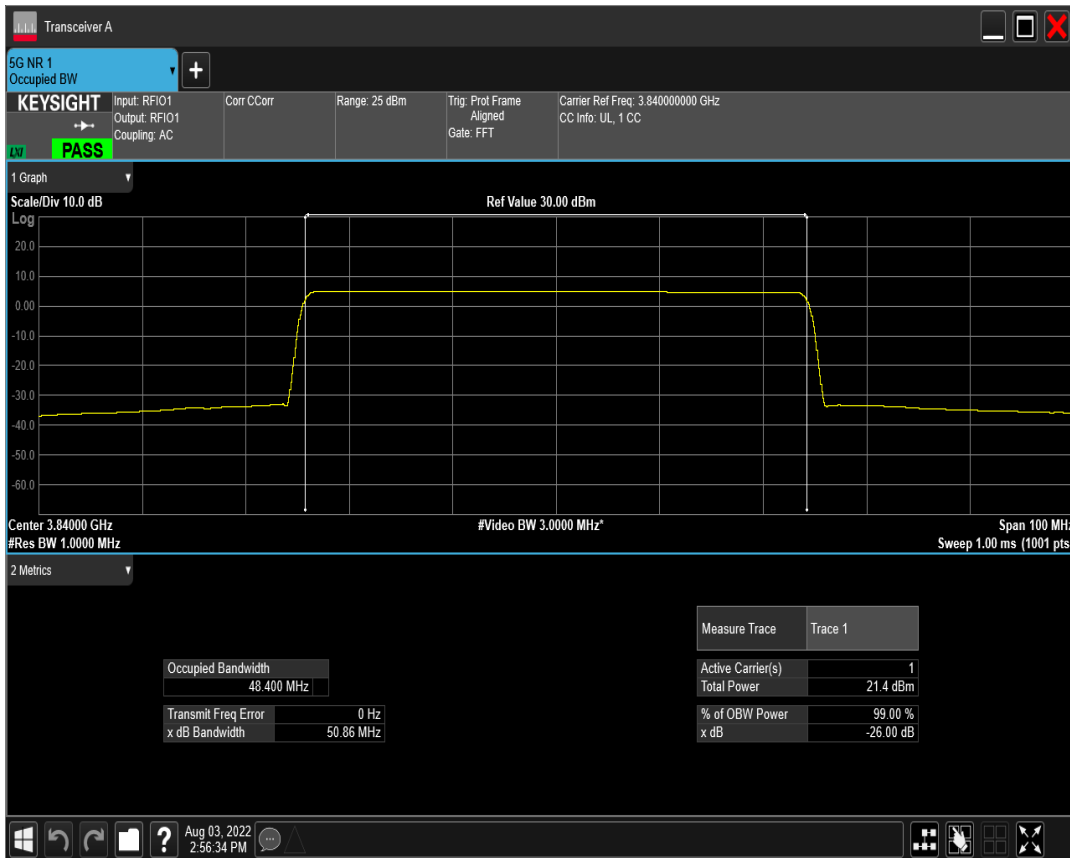 Transceiver A
5G NR 1
Occupied BW
+
KEYSIGHT
LXI
PASS
Input: RFIO1
Output: RFIO1
Coupling: AC
Corr CCorr
Range: 25 dBm
Trig: Prot Frame
Aligned
Gate: FFT
Carrier Ref Freq: 3.840000000 GHz
CC Info: UL, 1 CC
1 Graph
Scale/Div 10.0 dB
Ref Value 30.00 dBm
Log
20.0
10.0
0.00
-10.0
-20.0
-30.0
-40.0
-50.0
-60.0
Center 3.84000 GHz
#Video BW 3.0000 MHz*
Span 100 MHz
#Res BW 1.0000 MHz
Sweep 1.00 ms (1001 pts
2 Metrics
Measure Trace Trace 1
Occupied Bandwidth
48.400 MHz
Active Carrier(s) 1
Total Power 21.4 dBm
Transmit Freq Error 0 Hz
x dB Bandwidth 50.86 MHz
% of OBW Power 99.00 %
x dB -26.00 dB
?
Aug 03, 2022
2:56:34 PM